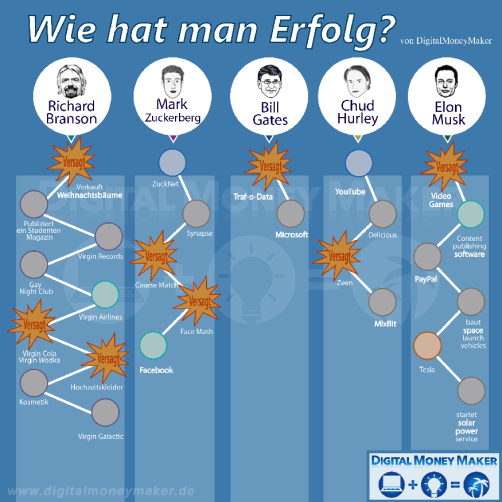 Wie hat man Erfolg?
von DigitalMoneyMaker
Richard
Branson
Mark
Zuckerberg
Bill
Gates
Chud
Hurley
Elon
Musk
Versagt
Verkauft
Weihnachtsbäume
Publiziert
ein Studenten
Magazin
Virgin Records
Gay
Night Club
Virgin Airlines
Versagt
Virgin Cola
Virgin Wodka
Versagt
Hochzeitskleider
Kosmetik
Virgin Galactic
ZuckNet
Synapse
Versagt
Course Match
Versagt
Face Mash
Facebook
Versagt
Traf-o-Data
Microsoft
YouTube
Delicious
Versagt
Zeen
MixBit
Versagt
Video
Games
Content
publishing
software
PayPal
baut
space
launch
vehicles
Tesla
startet
solar
power
service
DIGITAL MONEY MAKER
DIGITAL MONEY MAKER
www.digitalmoneymaker.de